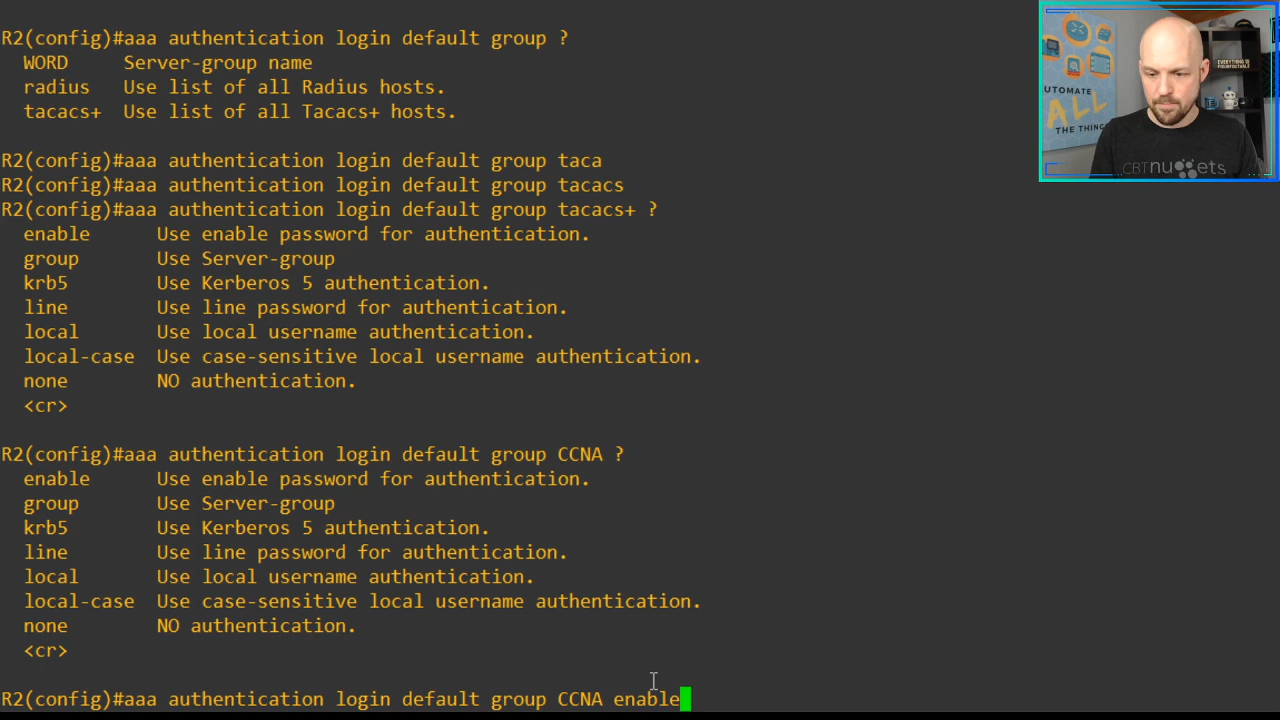 R2(config)#aaa authentication login default group ?
WORD Server-group name
radius Use list of all Radius hosts.
tacacs+ Use list of all Tacacs+ hosts.
R2(config)#aaa authentication login default group taca
R2(config)#aaa authentication login default group tacacs
R2(config)#aaa authentication login default group tacacs+ ?
enable Use enable password for authentication.
group Use Server-group
krb5 Use Kerberos 5 authentication.
line Use line password for authentication.
local Use local username authentication.
local-case Use case-sensitive local username authentication.
none NO authentication.
<cr>
R2(config)#aaa authentication login default group CCNA ?
enable Use enable password for authentication.
group Use Server-group
krb5 Use Kerberos 5 authentication.
line Use line password for authentication.
local Use local username authentication.
local-case Use case-sensitive local username authentication.
none NO authentication.
<cr>
R2(config)#aaa authentication login default group CCNA enable
UTOMATE
ALL
THE THING
EVERYTHING IS
FIGUREOUTABLE
CBTnuggets